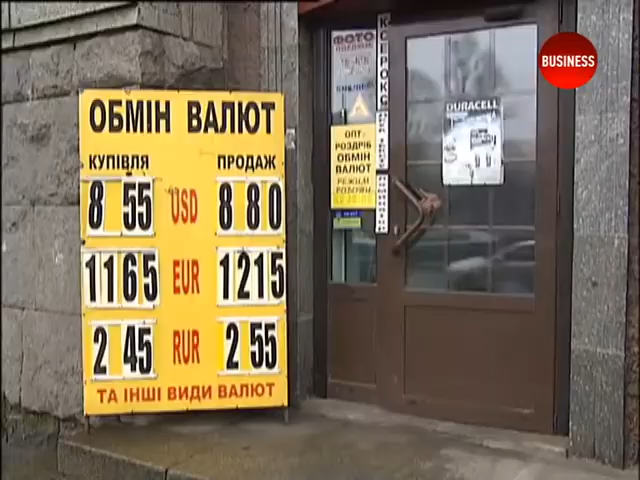 BUSINESS
ОБМІН ВАЛЮТ
КУПІВЛЯ ПРОДАЖ
8 55 USD 8 80
11 65 EUR 12 15
2 45 RUR 2 55
ТА ІНШІ ВИДИ ВАЛЮТ
ФОТО
КСЕРОКС
ОПТ
РОЗДРІБ
ОБМІН
ВАЛЮТ
DURACELL